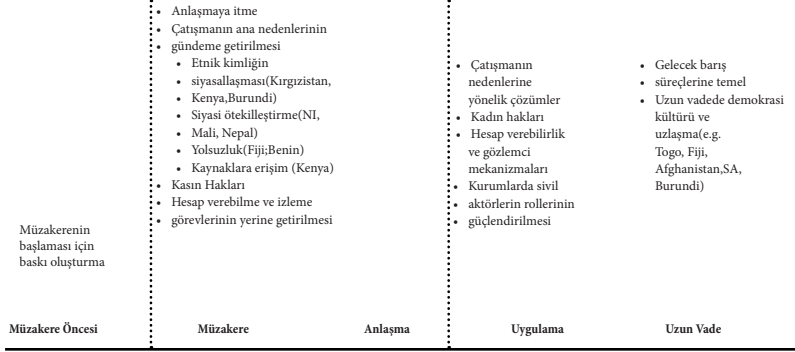 Müzakerenin
başlaması için
baskı oluşturma
• Anlaşmaya itme
• Çatışmanın ana nedenlerinin
• gündeme getirilmesi
• Etnik kimliğin
• siyasallaşması(Kırgızistan,
• Kenya,Burundi)
• Siyasi ötekilleştirme(NI,
• Mali, Nepal)
• Yolsuzluk(Fiji;Benin)
• Kaynaklara erişim (Kenya)
• Kasın Hakları
• Hesap verebilme ve izleme
• görevlerinin yerine getirilmesi
• Çatışmanın
nedenlerine
yönelik çözümler
• Kadın hakları
• Hesap verebilirlik
ve gözlemci
mekanizmaları
• Kurumlarda sivil
• aktörlerin rollerinin
• güçlendirilmesi
• Gelecek barış
• süreçlerine temel
• Uzun vadede demokrasi
kültürü ve
uzlaşma(e.g.
Togo, Fiji,
Afghanistan,SA,
Burundi)
Müzakere Öncesi Müzakere Anlaşma Uygulama Uzun Vade